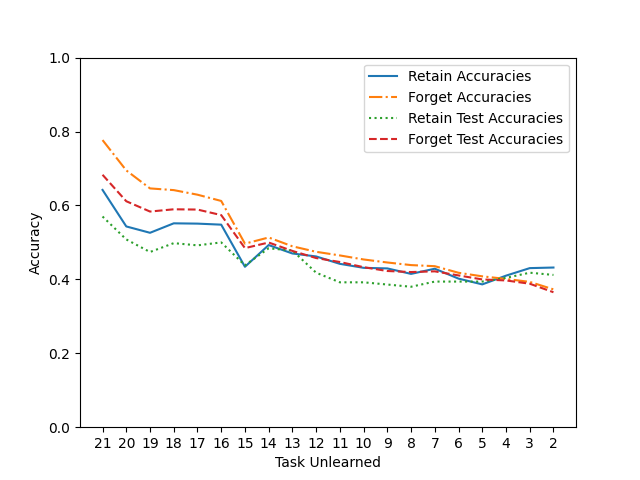 1.0
0.8
0.6
0.4
0.2
0.0
Accuracy
Retain Accuracies
Forget Accuracies
Retain Test Accuracies
Forget Test Accuracies
21 20 19 18 17 16 15 14 13 12 11 10 9 8 7 6 5 4 3 2
Task Unlearned